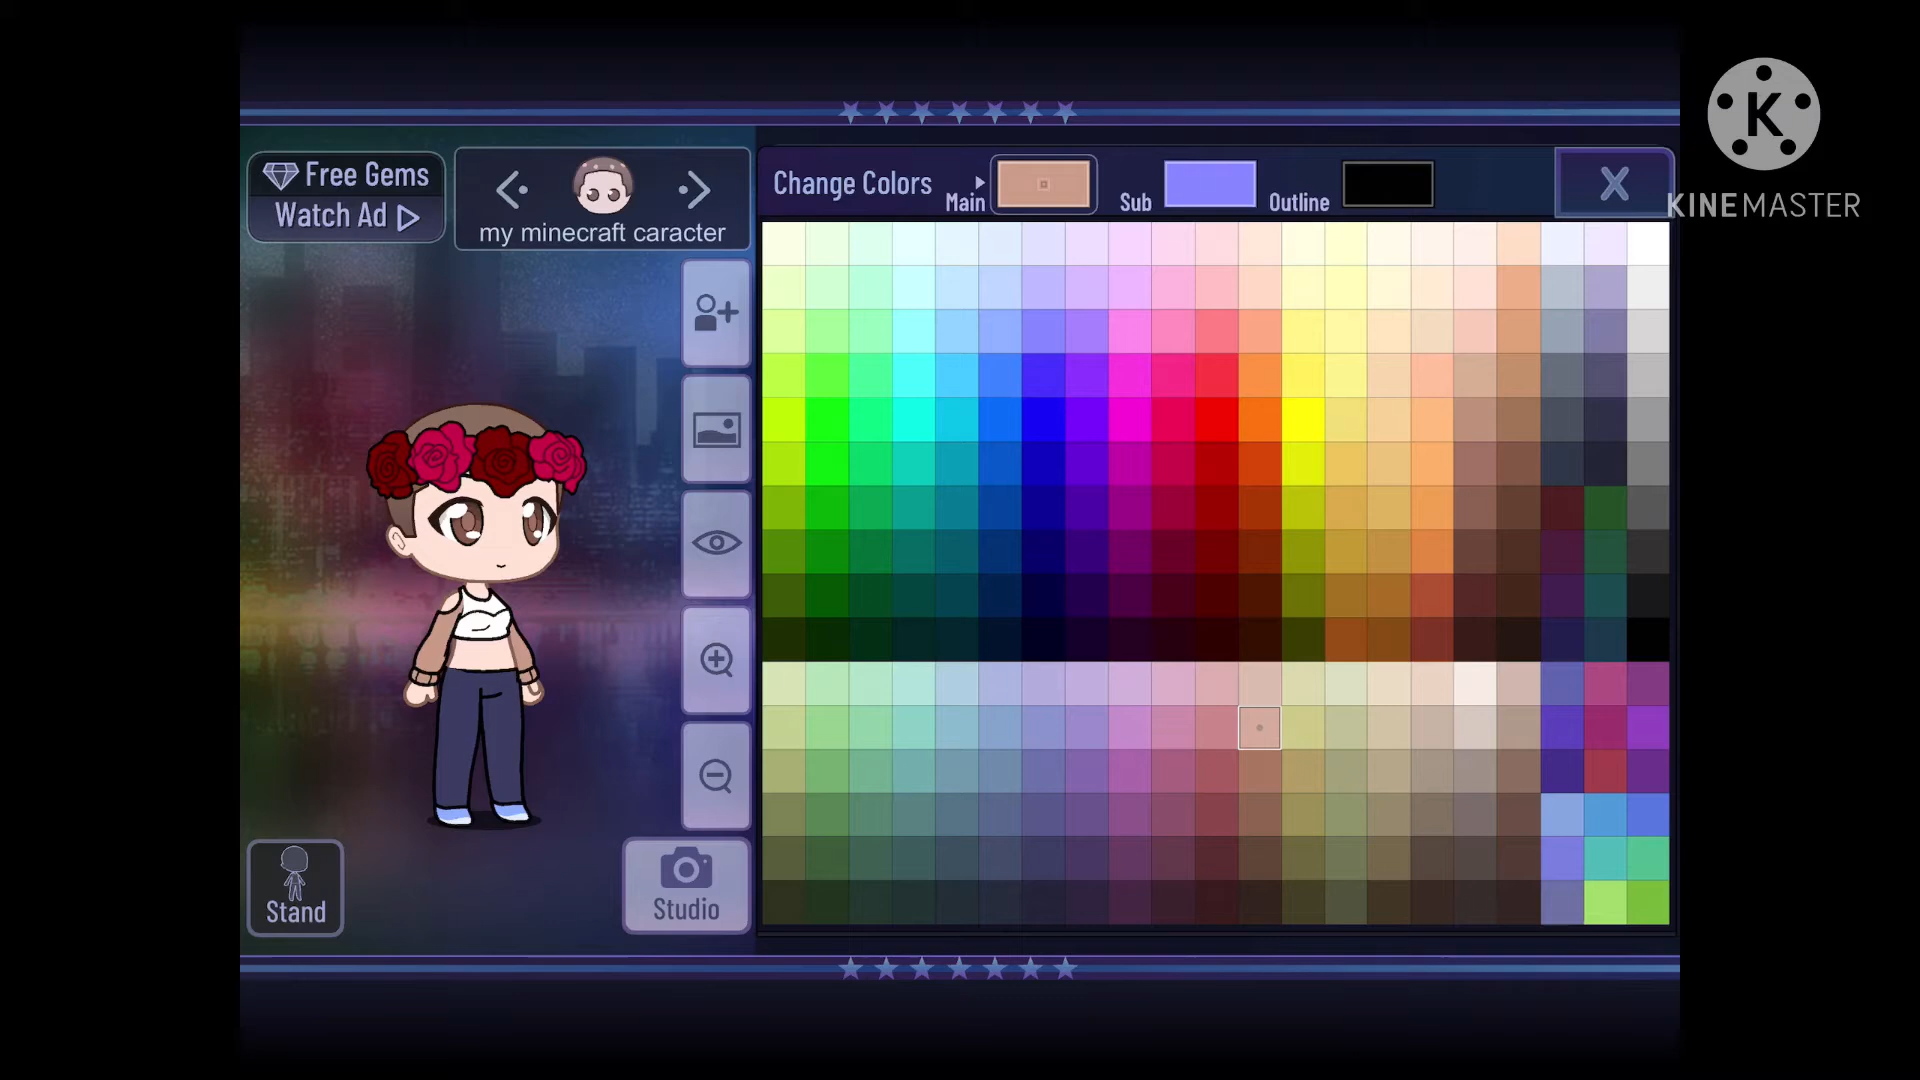 Free Gems
Watch Ad
my minecraft caracter
Change Colors
Main
Sub
Outline
X
K
KINEMASTER
Stand
Studio